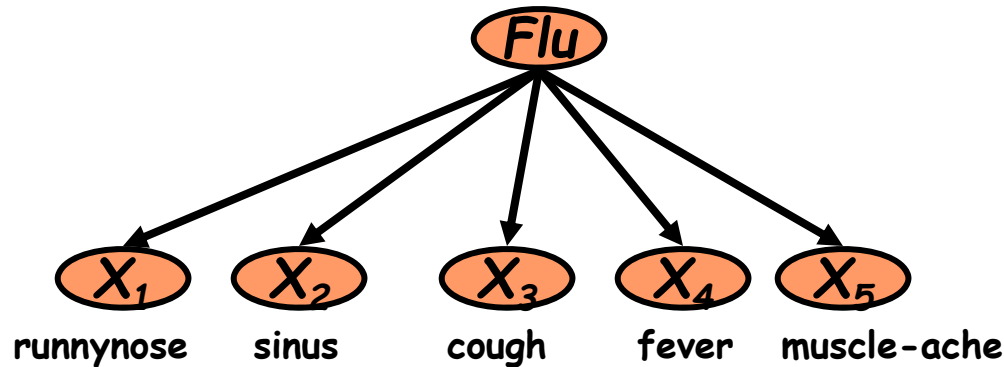 Flu
X₁ X₂ X₃ X₄ X₅
runnynose sinus cough fever muscle-ache